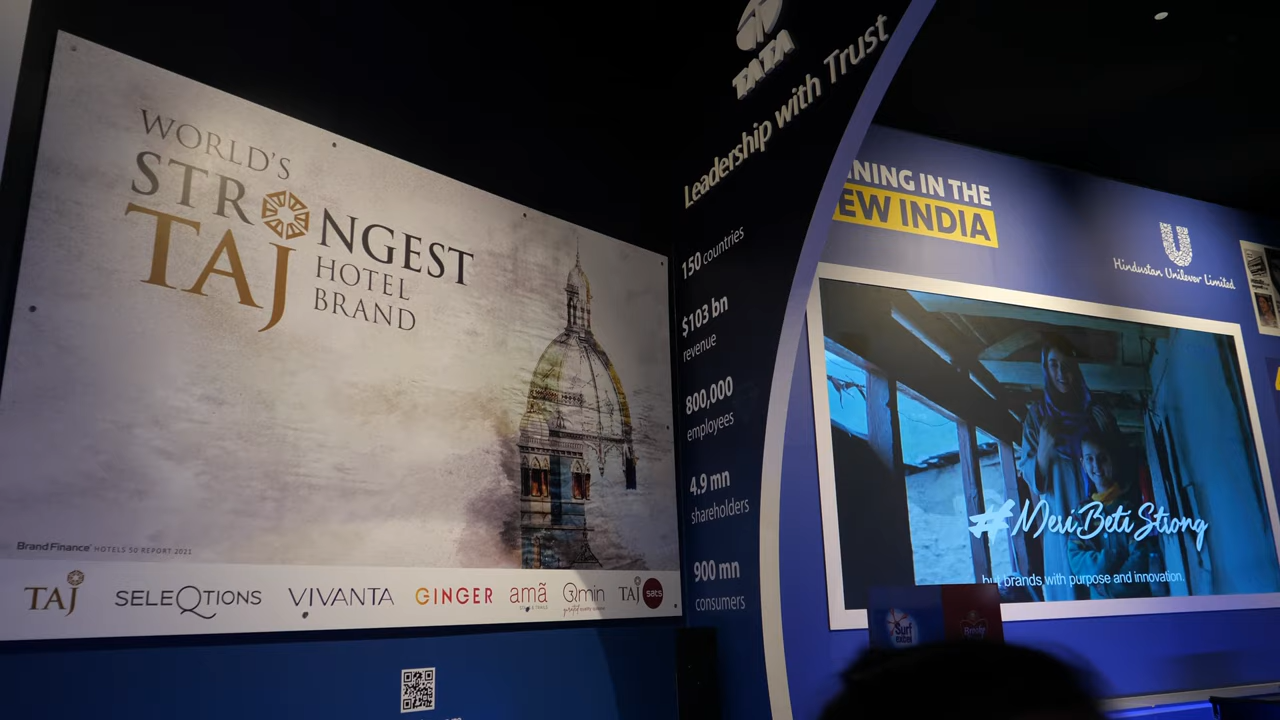 WORLD'S
STRONGEST
TAJ
HOTEL
BRAND
Brand Finance HOTELS 50 REPORT 2021
TAJ
SELEQTIONS
VIVANTA
GINGER
amã
Qmin
TAJ sats
TATA
Leadership with Trust
150 countries
$103 bn
revenue
800,000
employees
4.9 mn
shareholders
900 mn
consumers
NING IN THE
EW INDIA
Hindustan Unilever Limited
#MeriBetiStrong
but brands with purpose and innovation.
Surf